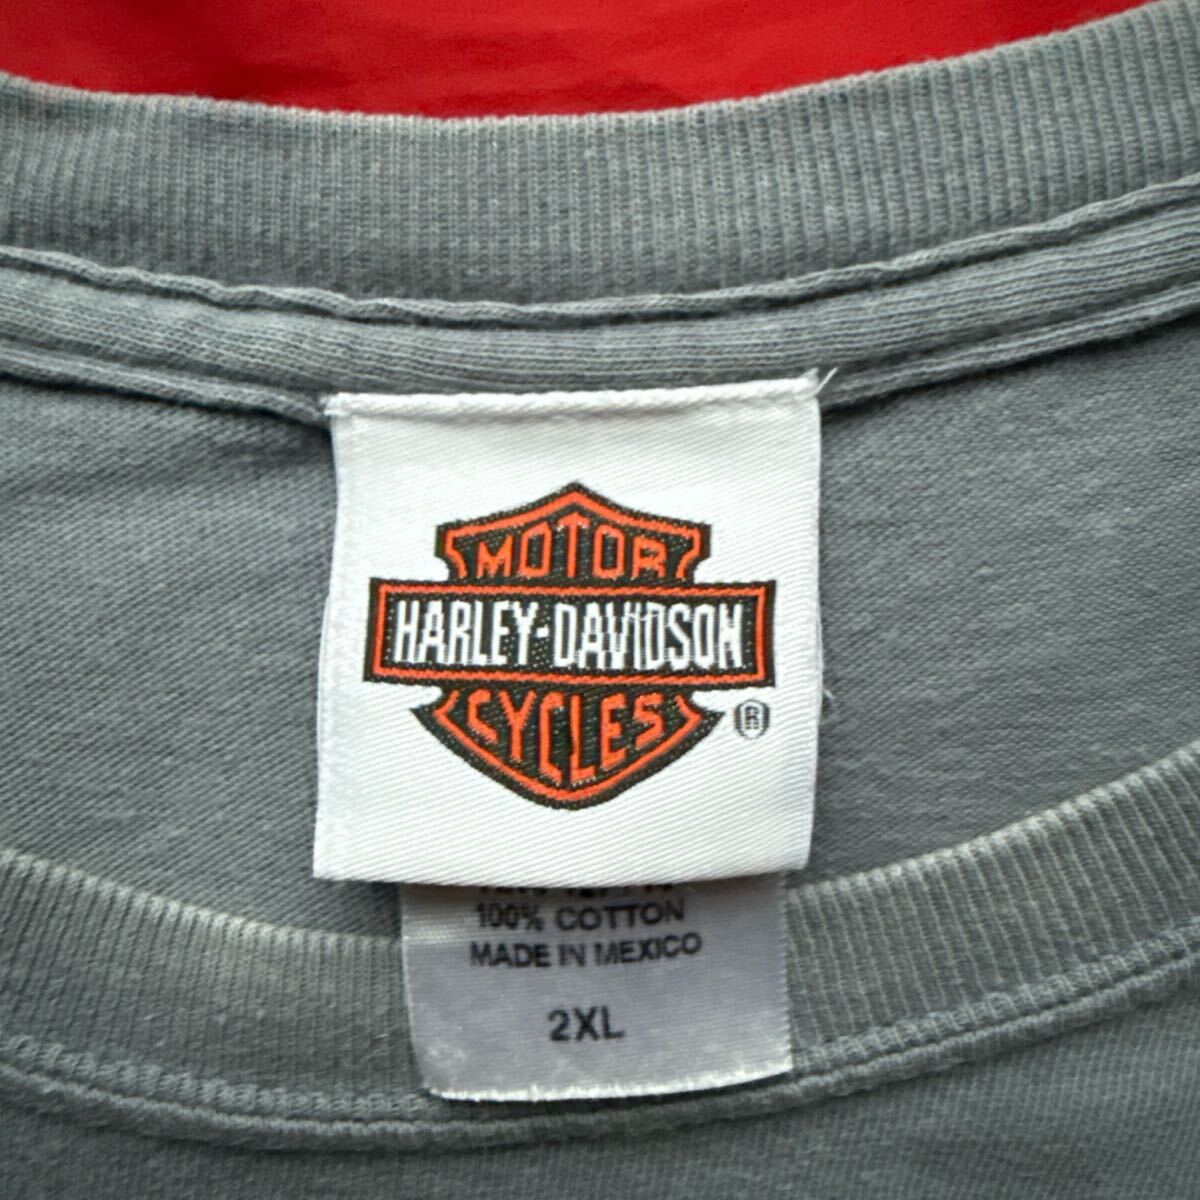 MOTOR
HARLEY-DAVIDSON
CYCLES
®
100% COTTON
MADE IN MEXICO
2XL